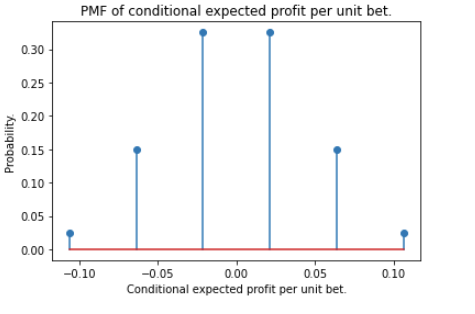 PMF of conditional expected profit per unit bet.
0.30
0.25
0.20
0.15
0.10
0.05
0.00
Probability.
−0.10 −0.05 0.00 0.05 0.10
Conditional expected profit per unit bet.